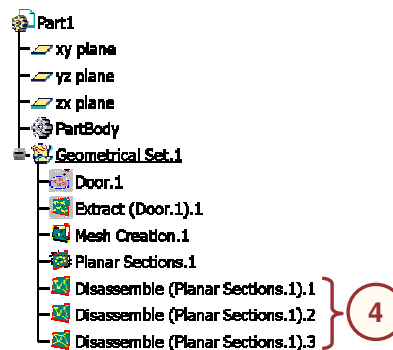 Part1
xy plane
yz plane
zx plane
PartBody
Geometrical Set.1
Door.1
Extract (Door.1).1
Mesh Creation.1
Planar Sections.1
Disassemble (Planar Sections.1).1
Disassemble (Planar Sections.1).2
Disassemble (Planar Sections.1).3
4